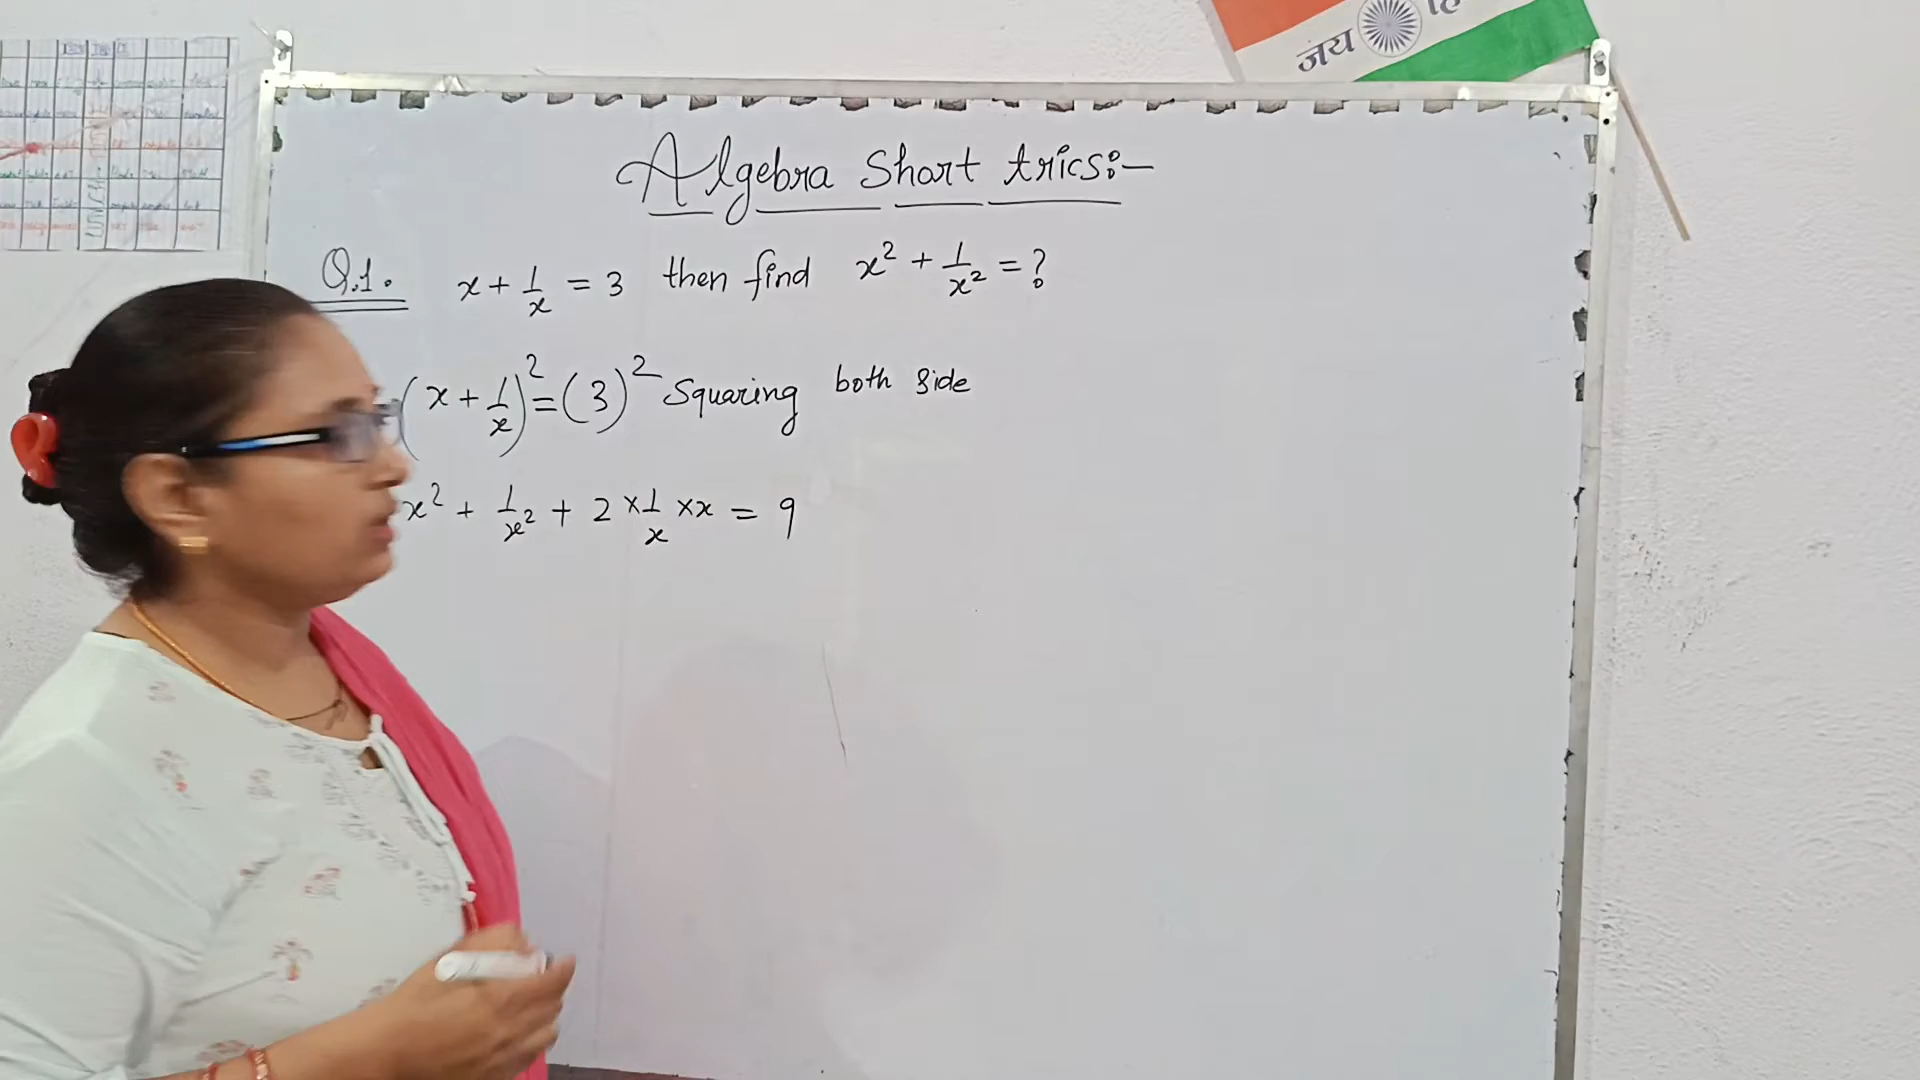 जय हि
Algebra Short trics:-
Q.1. x + 1/x = 3 then find x² + 1/x² = ?
(x + 1/x)² = (3)² Squaring both side
x² + 1/x² + 2 × 1/x × x = 9